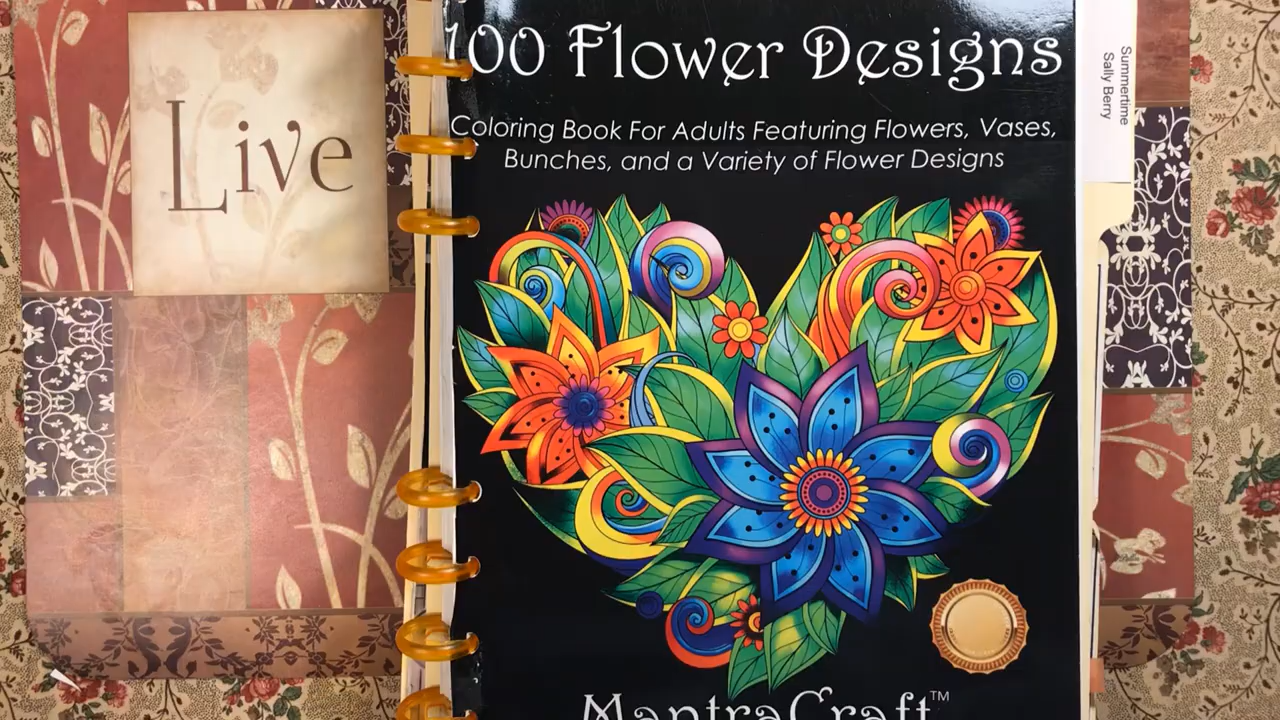 Live
100 Flower Designs
Coloring Book For Adults Featuring Flowers, Vases,
Bunches, and a Variety of Flower Designs
MantraCraft™
Summertime
Sally Berry